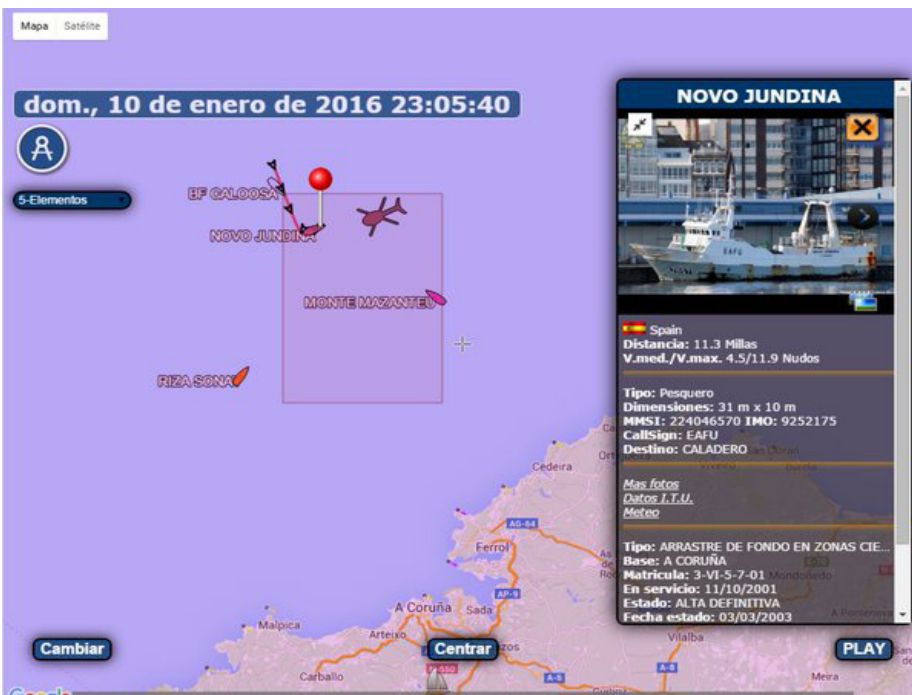 Mapa Satélite
dom., 10 de enero de 2016 23:05:40
5-Elementos
BF CALOOSA
NOVO JUNDINA
MONTE MAZANTEU
RIZA SONAY
Cedeira
AG-64
Ferrol
AP-9
A Coruña
Sada
Malpica
Arteixo
Carballo
A-6
Vilalba
A-8
Meira
Cambiar
Centrar
PLAY
Google
NOVO JUNDINA
EAFU
Spain
Distancia: 11.3 Millas
V.med./V.max. 4.5/11.9 Nudos
Tipo: Pesquero
Dimensiones: 31 m x 10 m
MMSI: 224046570 IMO: 9252175
CallSign: EAFU
Destino: CALADERO
Mas fotos
Datos I.T.U.
Meteo
Tipo: ARRASTRE DE FONDO EN ZONAS CIE...
Base: A CORUÑA
Matricula: 3-VI-5-7-01
En servicio: 11/10/2001
Estado: ALTA DEFINITIVA
Fecha estado: 03/03/2003